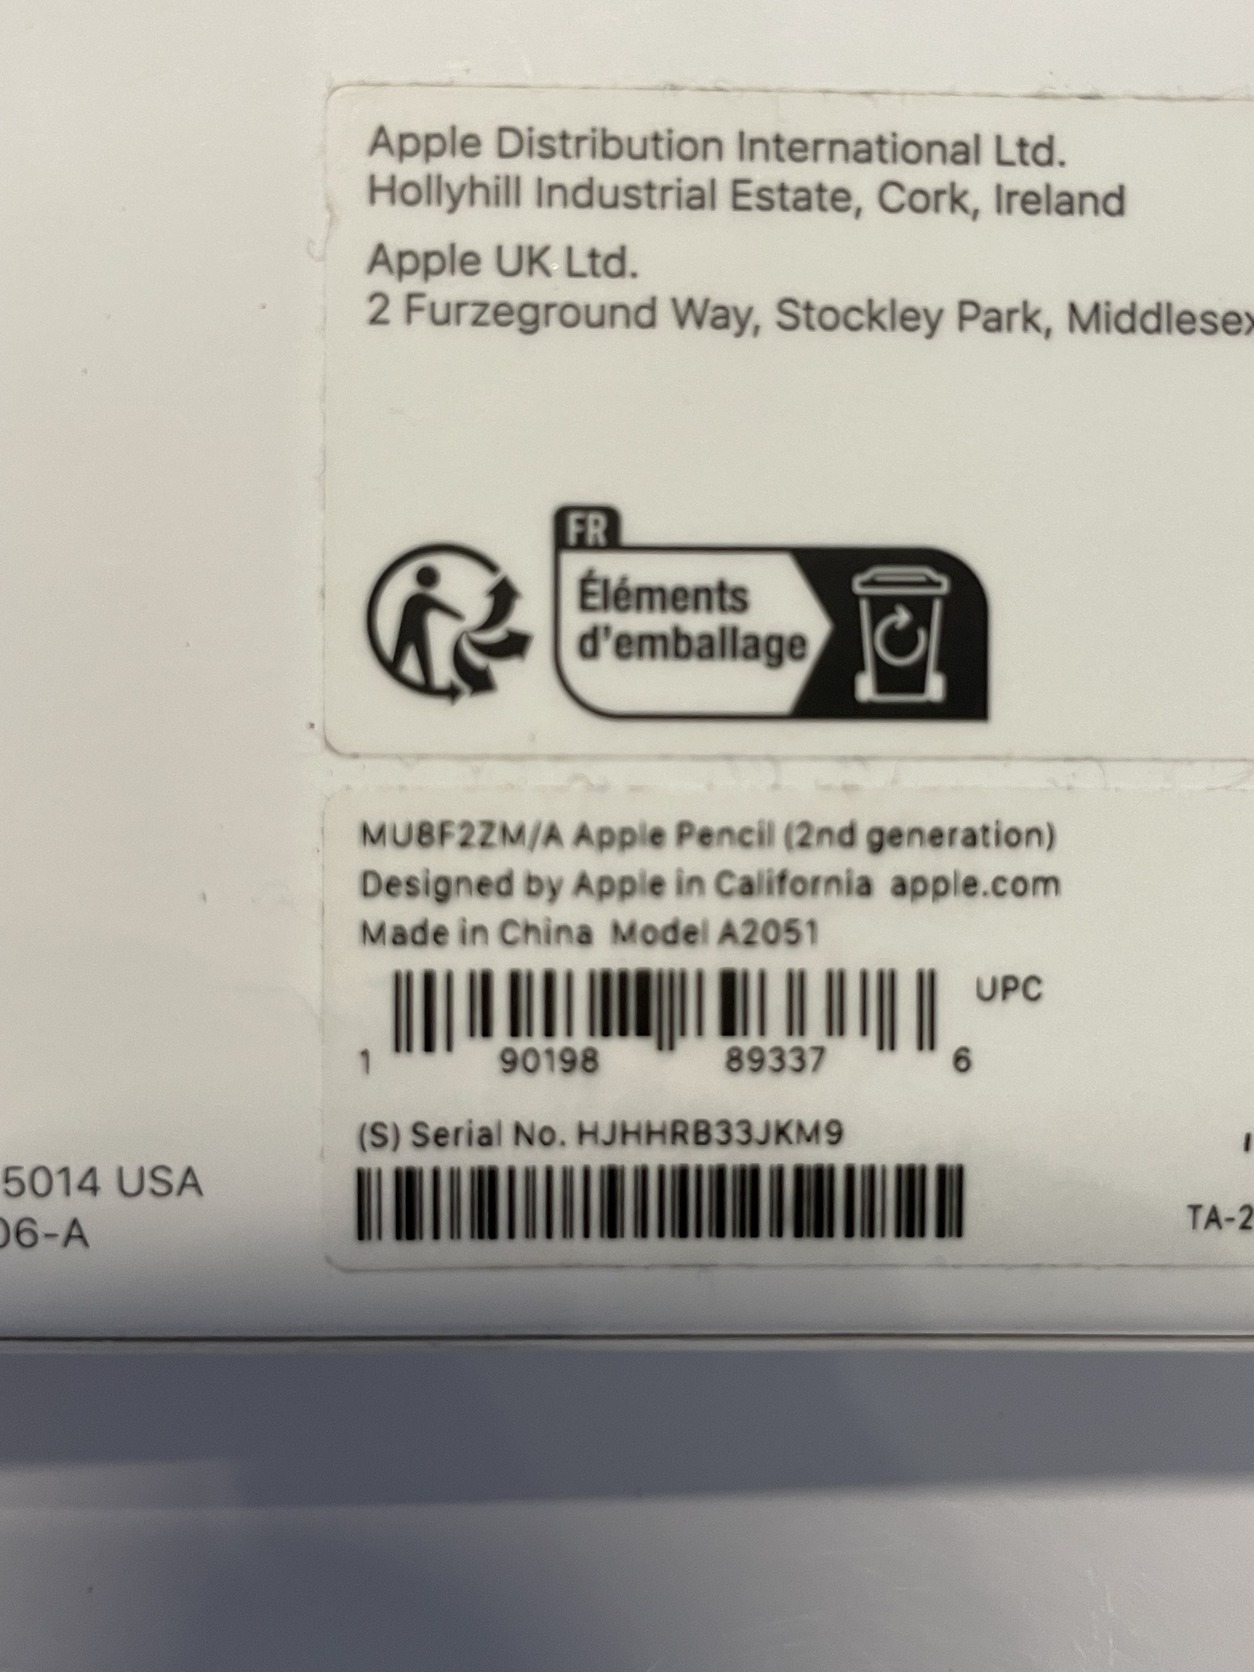 Apple Distribution International Ltd.
Hollyhill Industrial Estate, Cork, Ireland
Apple UK Ltd.
2 Furzeground Way, Stockley Park, Middlesex
FR
Éléments
d'emballage
MU8F2ZM/A Apple Pencil (2nd generation)
Designed by Apple in California apple.com
Made in China Model A2051
UPC
1 90198 89337 6
(S) Serial No. HJHHRB33JKM9
5014 USA
06-A
TA-2